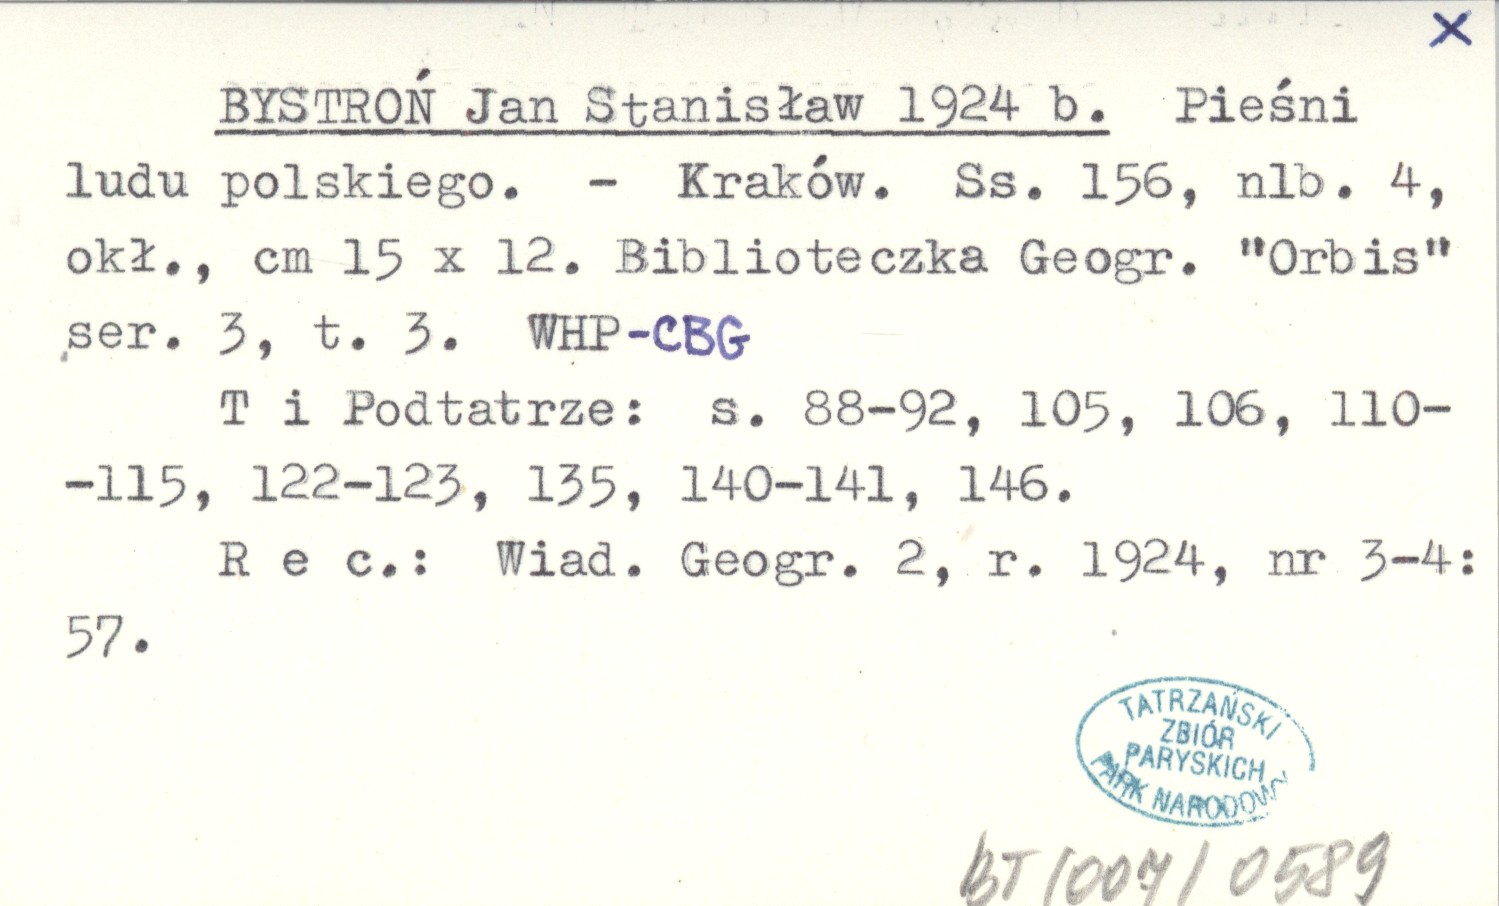 x
BYSTROŃ Jan Stanisław 1924 b. Pieśni
ludu polskiego. - Kraków. Ss. 156, nlb. 4,
okł., cm 15 x 12. Biblioteczka Geogr. "Orbis"
ser. 3, t. 3. WHP-CBG
T i Podtatrze: s. 88-92, 105, 106, 110-
-115, 122-123, 135, 140-141, 146.
R e c.: Wiad. Geogr. 2, r. 1924, nr 3-4:
57.
TATRZAŃSKI
ZBIÓR
PARYSKICH
PARK NARODOWY
BT/007/0589